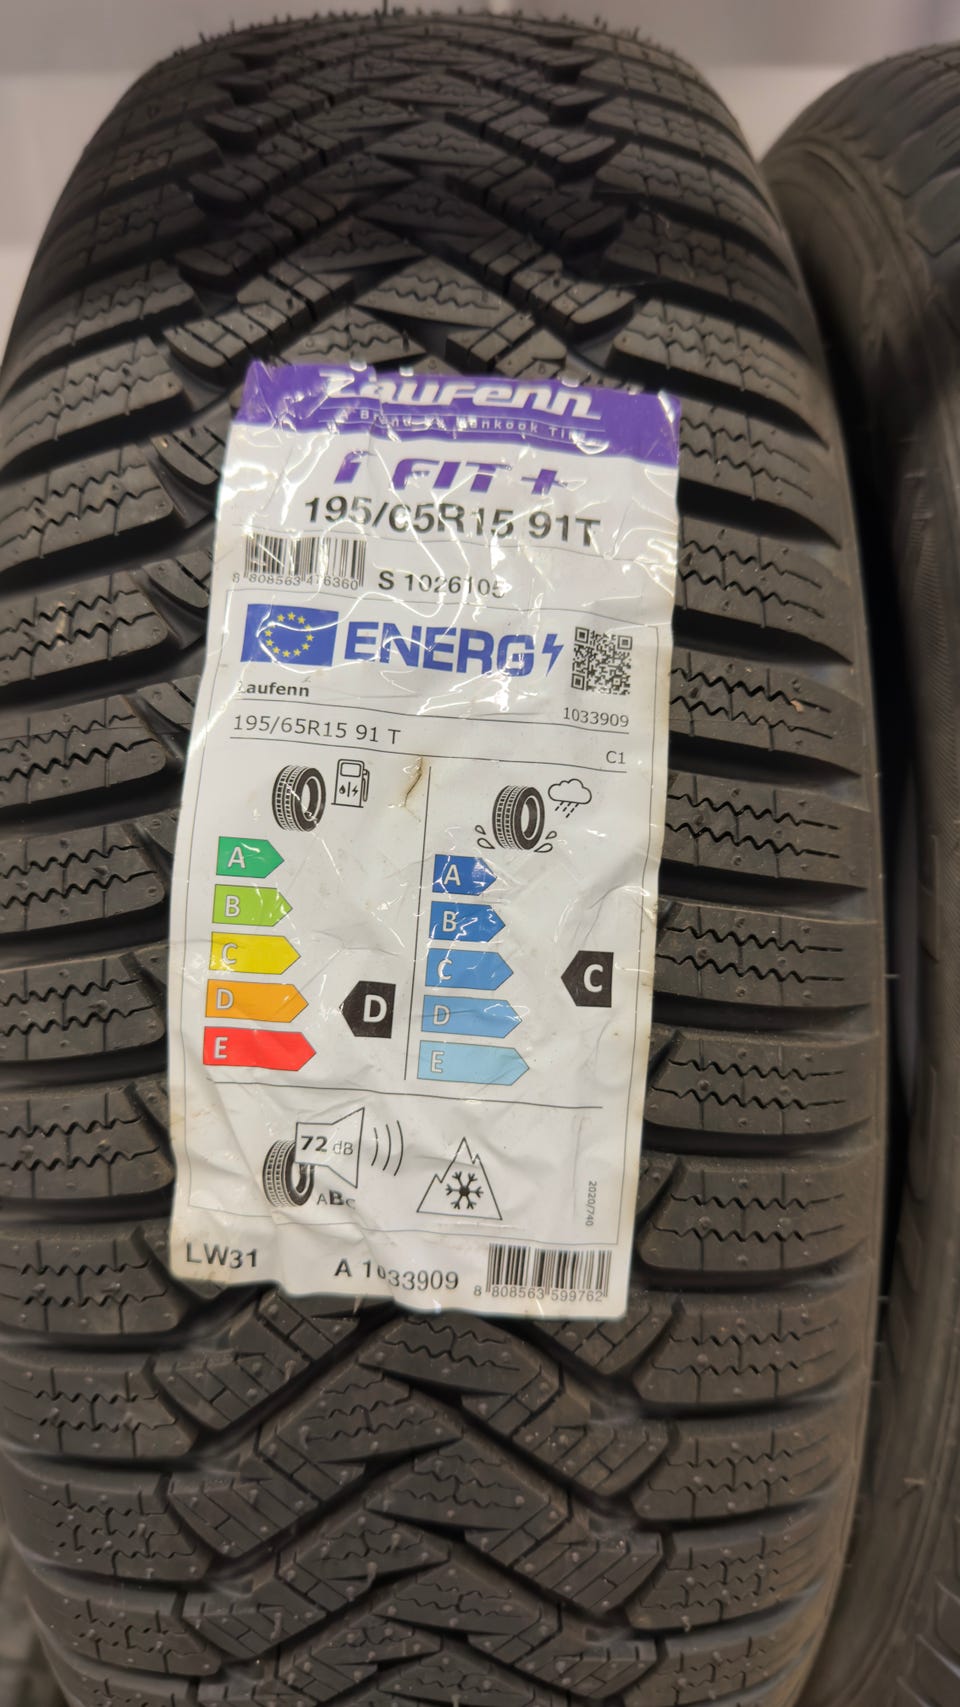 Laufenn
A Brand by Hankook Tire
i FIT +
195/65R15 91T
8 808563 476360
S 1026105
ENERG
Laufenn
1033909
195/65R15 91 T
C1
A
B
C
D
E
D
A
B
C
D
E
C
72 dB
ABC
2020/740
LW31
A 1033909
8 808563 599762